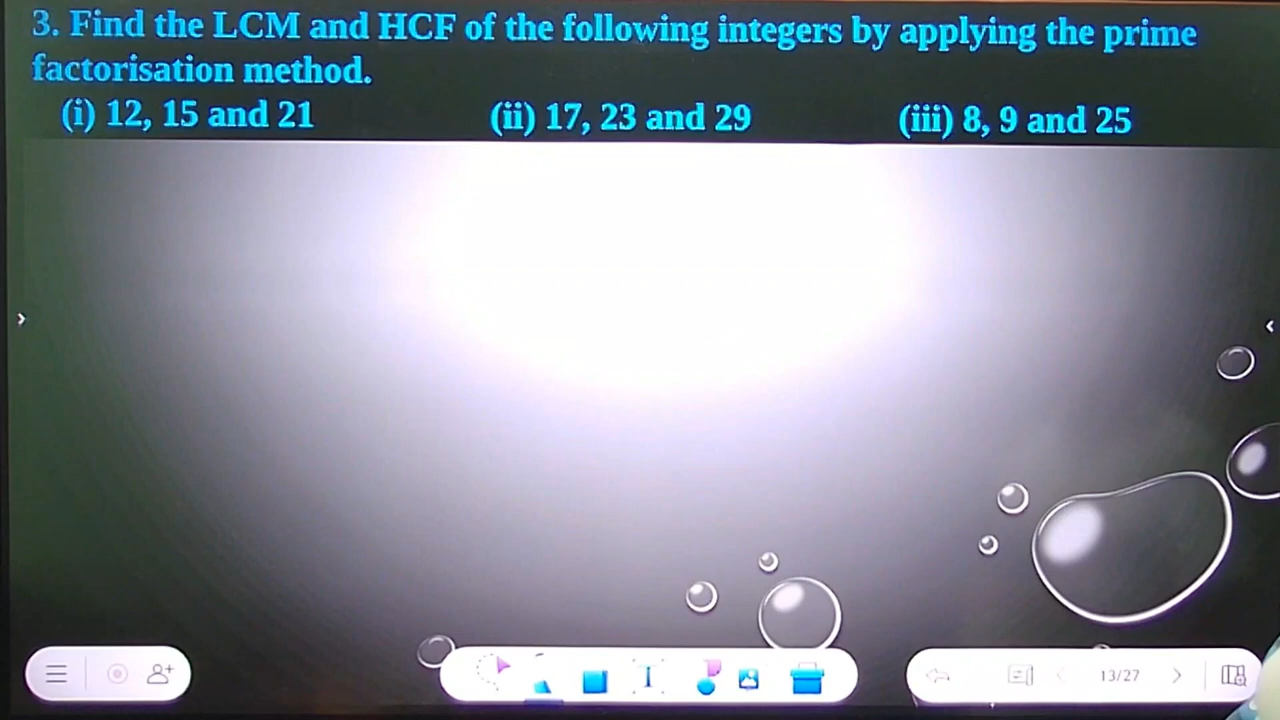 3. Find the LCM and HCF of the following integers by applying the prime
factorisation method.
(i) 12, 15 and 21 (ii) 17, 23 and 29 (iii) 8, 9 and 25
13/27